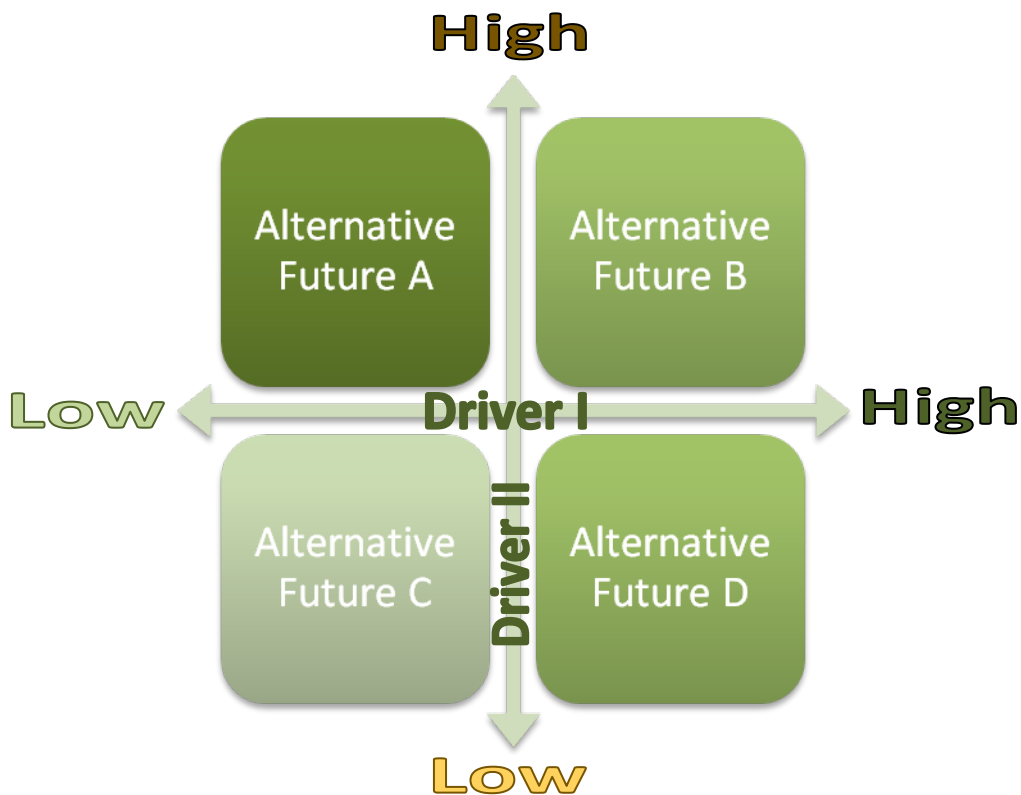 High
Alternative
Future A
Alternative
Future B
Low
Driver I
High
Alternative
Future C
Driver II
Alternative
Future D
Low